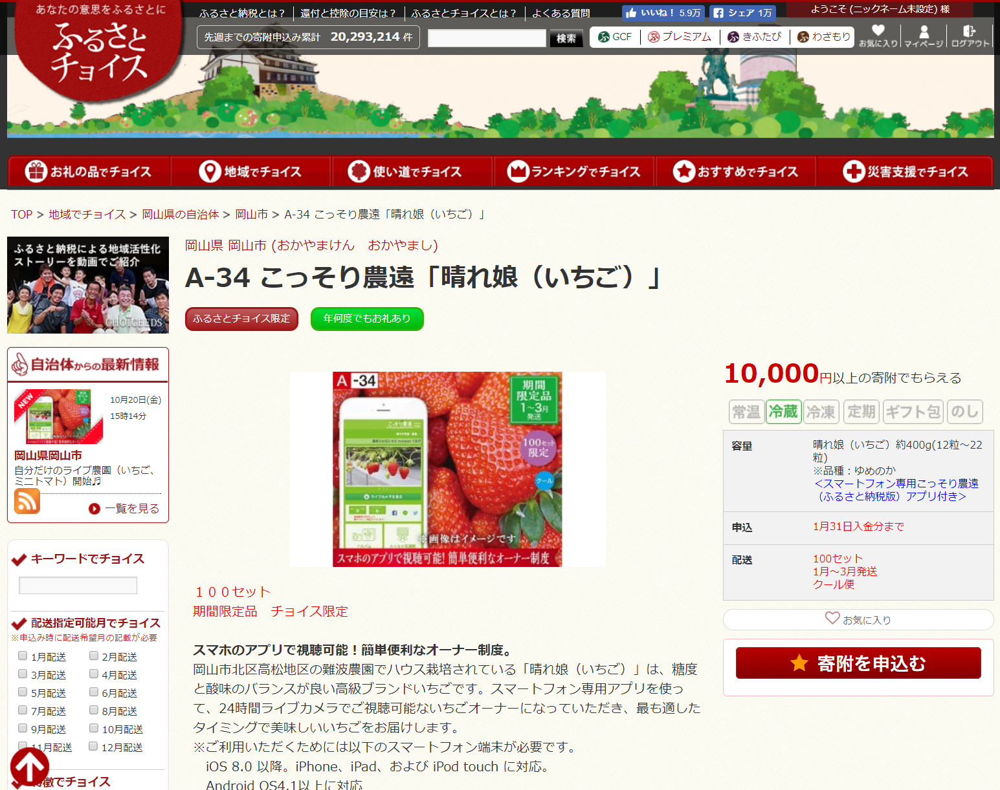 あなたの意思をふるさとに
ふるさと
チョイス
ふるさと納税とは？
還付と控除の目安は？
ふるさとチョイスとは？
よくある質問
いいね！ 5.9万
シェア 1万
ようこそ (ニックネーム未設定) 様
先週までの寄附申込み累計 20,293,214 件
検索
GCF
プレミアム
きふたび
わざもり
お気に入り
マイページ
ログアウト
お礼の品でチョイス
地域でチョイス
使い道でチョイス
ランキングでチョイス
おすすめでチョイス
災害支援でチョイス
TOP > 地域でチョイス > 岡山県の自治体 > 岡山市 > A-34 こっそり農遠「晴れ娘（いちご）」
ふるさと納税による地域活性化
ストーリーを動画でご紹介
CHOICEEDS
岡山県 岡山市 (おかやまけん　おかやまし)
A-34 こっそり農遠「晴れ娘（いちご）」
ふるさとチョイス限定
年何度でもお礼あり
自治体からの最新情報
NEW
10月20日(金)
15時14分
岡山県岡山市
自分だけのライブ農園（いちご、
ミニトマト）開始♫
一覧を見る
キーワードでチョイス
配送指定可能月でチョイス
※申込み時に配送希望月の記載が必要
1月配送
2月配送
3月配送
4月配送
5月配送
6月配送
7月配送
8月配送
9月配送
10月配送
11月配送
12月配送
特徴でチョイス
A -34
期間
限定品
1～3月
発送
100セット
限定
クール
こっそり農遠
ライブカメラを見る
※画像はイメージです
スマホのアプリで視聴可能! 簡単便利なオーナー制度
１００セット
期間限定品　チョイス限定
スマホのアプリで視聴可能！簡単便利なオーナー制度。
岡山市北区高松地区の難波農園でハウス栽培されている「晴れ娘（いちご）」は、糖度
と酸味のバランスが良い高級ブランドいちごです。スマートフォン専用アプリを使っ
て、24時間ライブカメラでご視聴可能ないちごオーナーになっていただき、最も適した
タイミングで美味しいいちごをお届けします。
※ご利用いただくためには以下のスマートフォン端末が必要です。
iOS 8.0 以降。iPhone、iPad、および iPod touch に対応。
Android OS4.1以上に対応
10,000円以上の寄附でもらえる
常温
冷蔵
冷凍
定期
ギフト包
のし
容量
晴れ娘（いちご）約400g(12粒～22
粒)
※品種：ゆめのか
＜スマートフォン専用こっそり農遠
（ふるさと納税版）アプリ付き＞
申込
1月31日入金分まで
配送
100セット
1月～3月発送
クール便
お気に入り
寄附を申込む